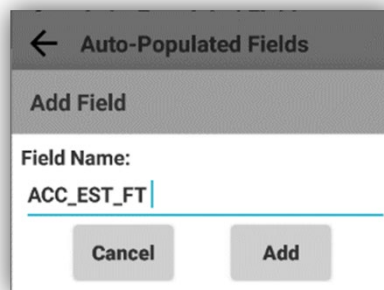 Auto-Populated Fields
Add Field
Field Name:
ACC_EST_FT
Cancel
Add